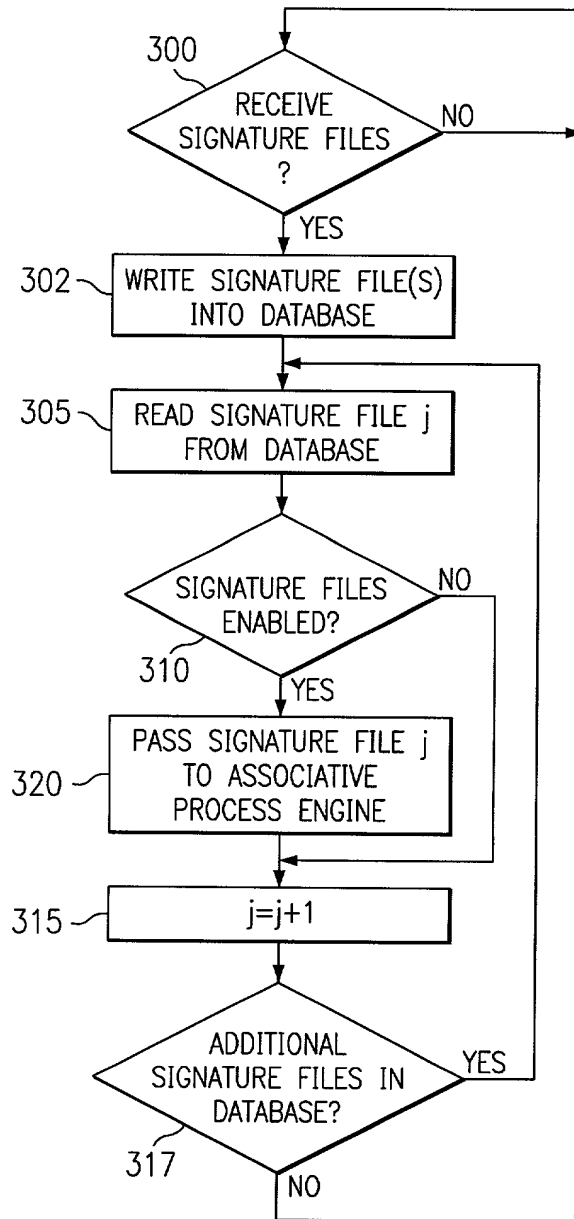 300
RECEIVE
SIGNATURE FILES
?
NO
YES
302
WRITE SIGNATURE FILE(S)
INTO DATABASE
305
READ SIGNATURE FILE j
FROM DATABASE
SIGNATURE FILES
ENABLED?
NO
310
YES
320
PASS SIGNATURE FILE j
TO ASSOCIATIVE
PROCESS ENGINE
315
j=j+1
ADDITIONAL
SIGNATURE FILES IN
DATABASE?
YES
317
NO